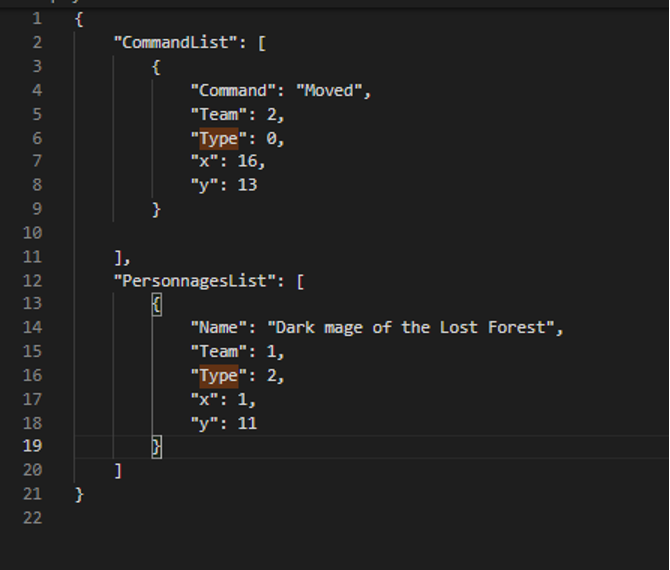 1 {
2 "CommandList": [
3 {
4 "Command": "Moved",
5 "Team": 2,
6 "Type": 0,
7 "x": 16,
8 "y": 13
9 }
10
11 ],
12 "PersonnagesList": [
13 {
14 "Name": "Dark mage of the Lost Forest",
15 "Team": 1,
16 "Type": 2,
17 "x": 1,
18 "y": 11
19 }
20 ]
21 }
22